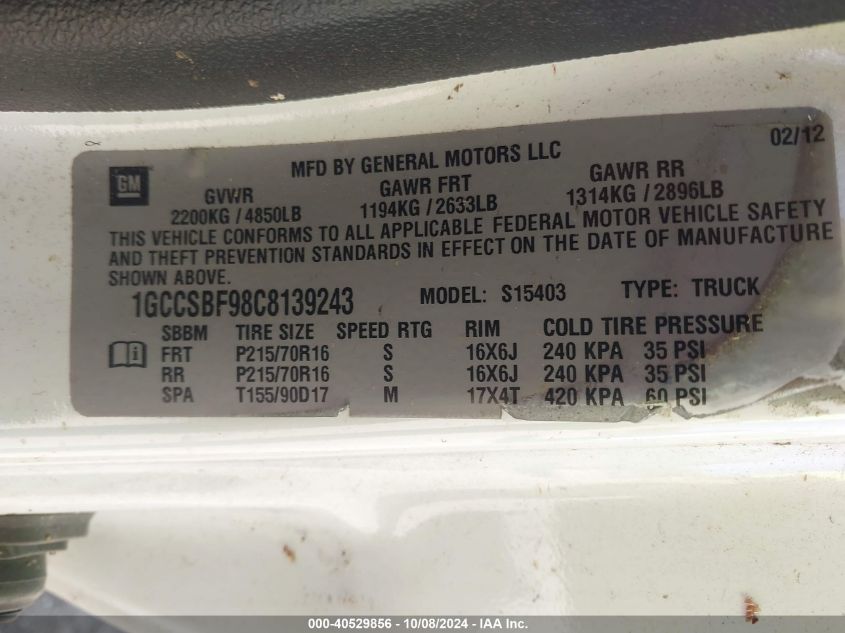 02/12
GM
MFD BY GENERAL MOTORS LLC
GVWR GAWR FRT GAWR RR
2200KG / 4850LB 1194KG / 2633LB 1314KG / 2896LB
THIS VEHICLE CONFORMS TO ALL APPLICABLE FEDERAL MOTOR VEHICLE SAFETY
AND THEFT PREVENTION STANDARDS IN EFFECT ON THE DATE OF MANUFACTURE
SHOWN ABOVE.
1GCCSBF98C8139243 MODEL: S15403 TYPE: TRUCK
SBBM TIRE SIZE SPEED RTG RIM COLD TIRE PRESSURE
FRT P215/70R16 S 16X6J 240 KPA 35 PSI
RR P215/70R16 S 16X6J 240 KPA 35 PSI
SPA T155/90D17 M 17X4T 420 KPA 60 PSI
000-40529856 - 10/08/2024 - IAA Inc.